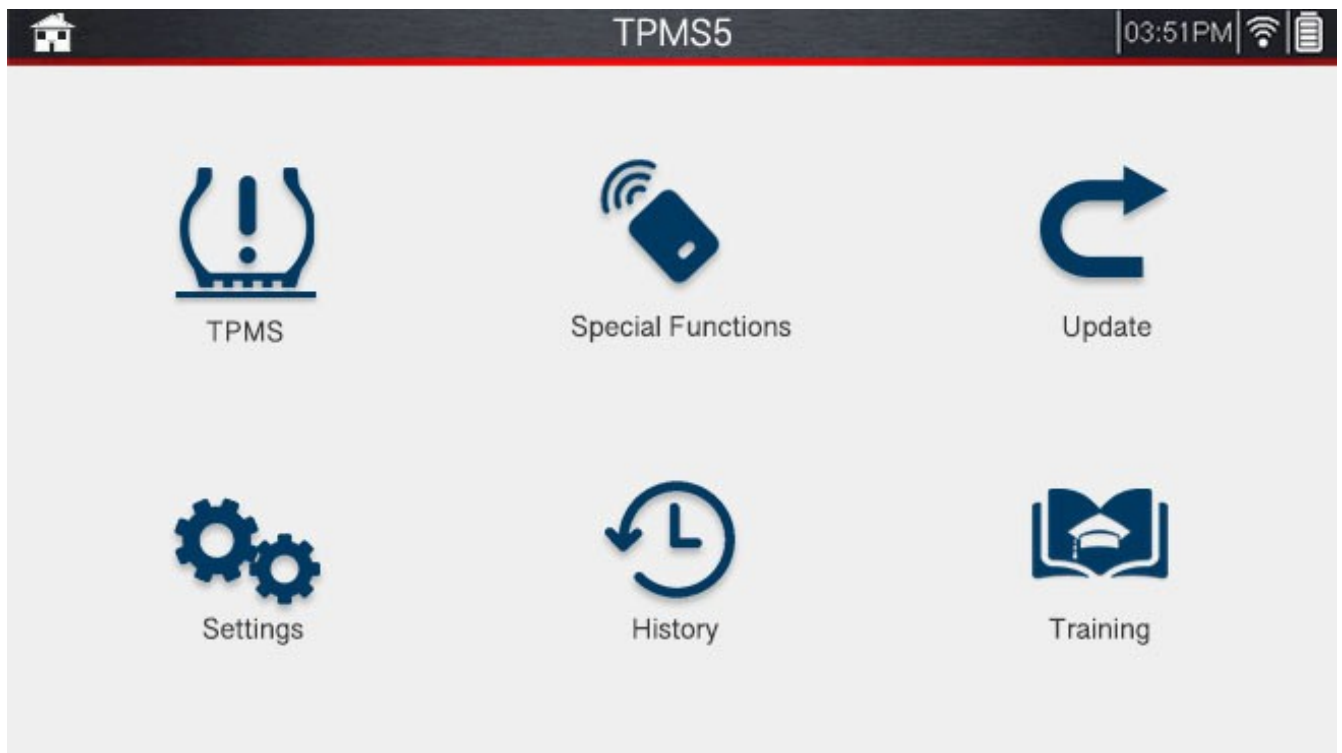 TPMS5
03:51PM
TPMS
Special Functions
Update
Settings
History
Training